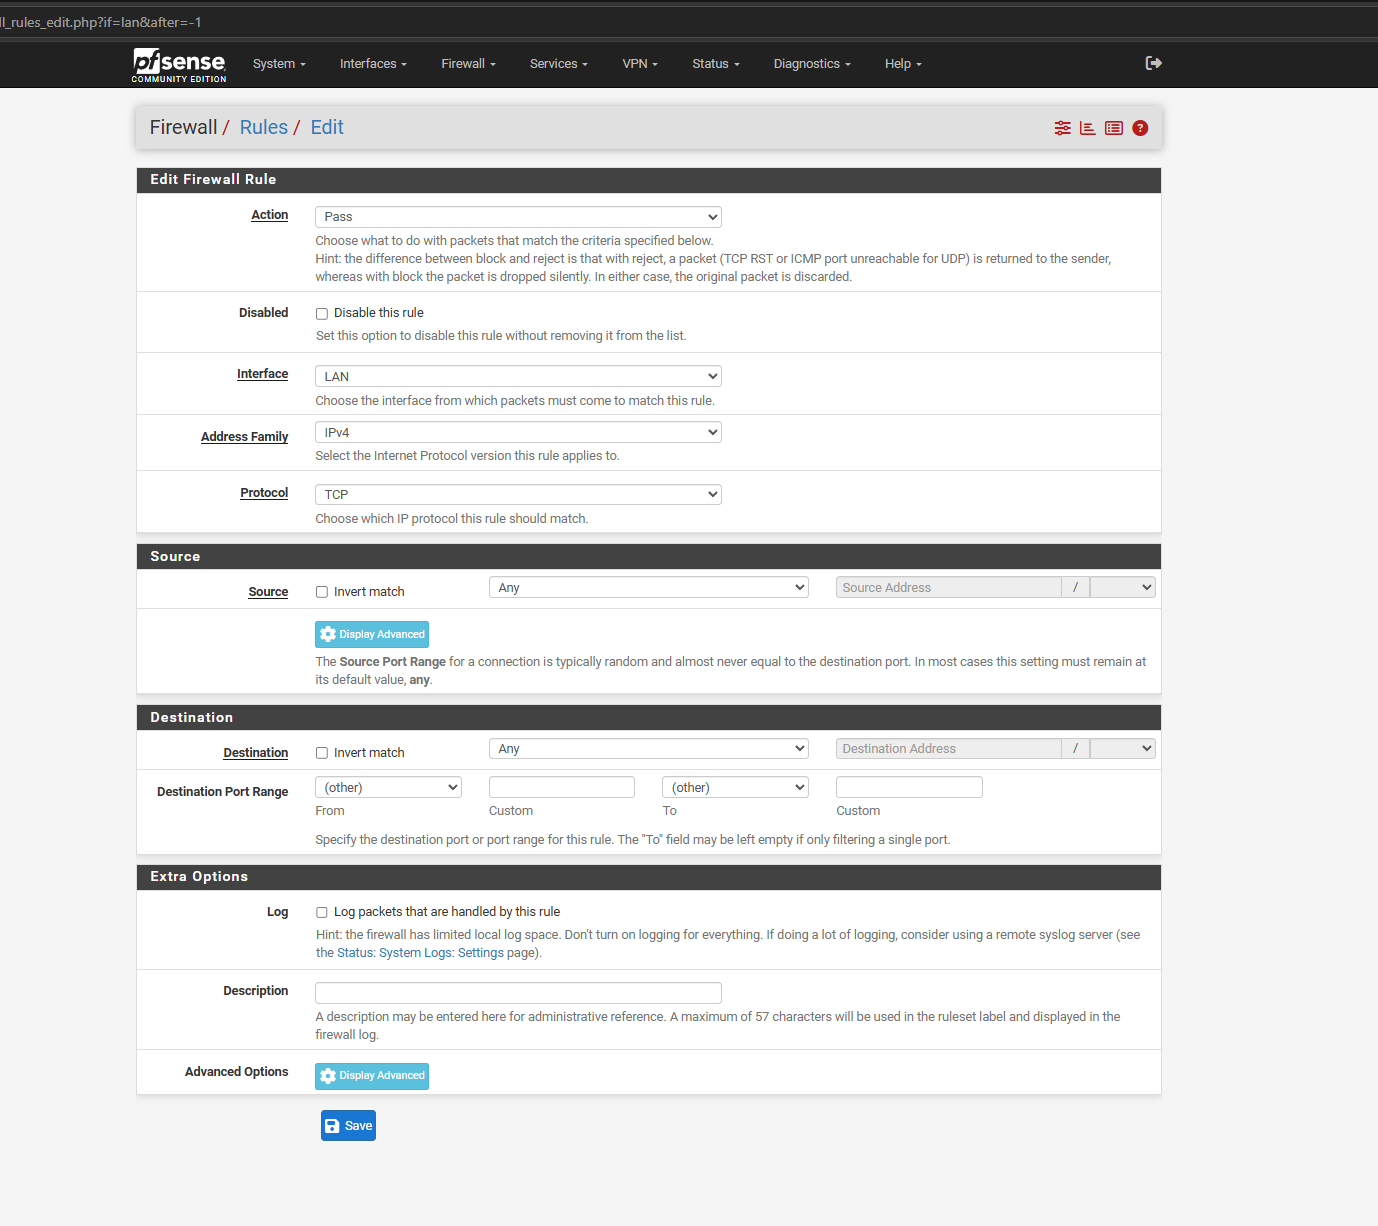 ll_rules_edit.php?if=lan&after=-1
pfsense
COMMUNITY EDITION
System Interfaces Firewall Services VPN Status Diagnostics Help
Firewall / Rules / Edit
Edit Firewall Rule
Action Pass
Choose what to do with packets that match the criteria specified below.
Hint: the difference between block and reject is that with reject, a packet (TCP RST or ICMP port unreachable for UDP) is returned to the sender,
whereas with block the packet is dropped silently. In either case, the original packet is discarded.
Disabled Disable this rule
Set this option to disable this rule without removing it from the list.
Interface LAN
Choose the interface from which packets must come to match this rule.
Address Family IPv4
Select the Internet Protocol version this rule applies to.
Protocol TCP
Choose which IP protocol this rule should match.
Source
Source Invert match Any Source Address /
Display Advanced
The Source Port Range for a connection is typically random and almost never equal to the destination port. In most cases this setting must remain at
its default value, any.
Destination
Destination Invert match Any Destination Address /
Destination Port Range (other) (other)
From Custom To Custom
Specify the destination port or port range for this rule. The "To" field may be left empty if only filtering a single port.
Extra Options
Log Log packets that are handled by this rule
Hint: the firewall has limited local log space. Don't turn on logging for everything. If doing a lot of logging, consider using a remote syslog server (see
the Status: System Logs: Settings page).
Description
A description may be entered here for administrative reference. A maximum of 57 characters will be used in the ruleset label and displayed in the
firewall log.
Advanced Options Display Advanced
Save